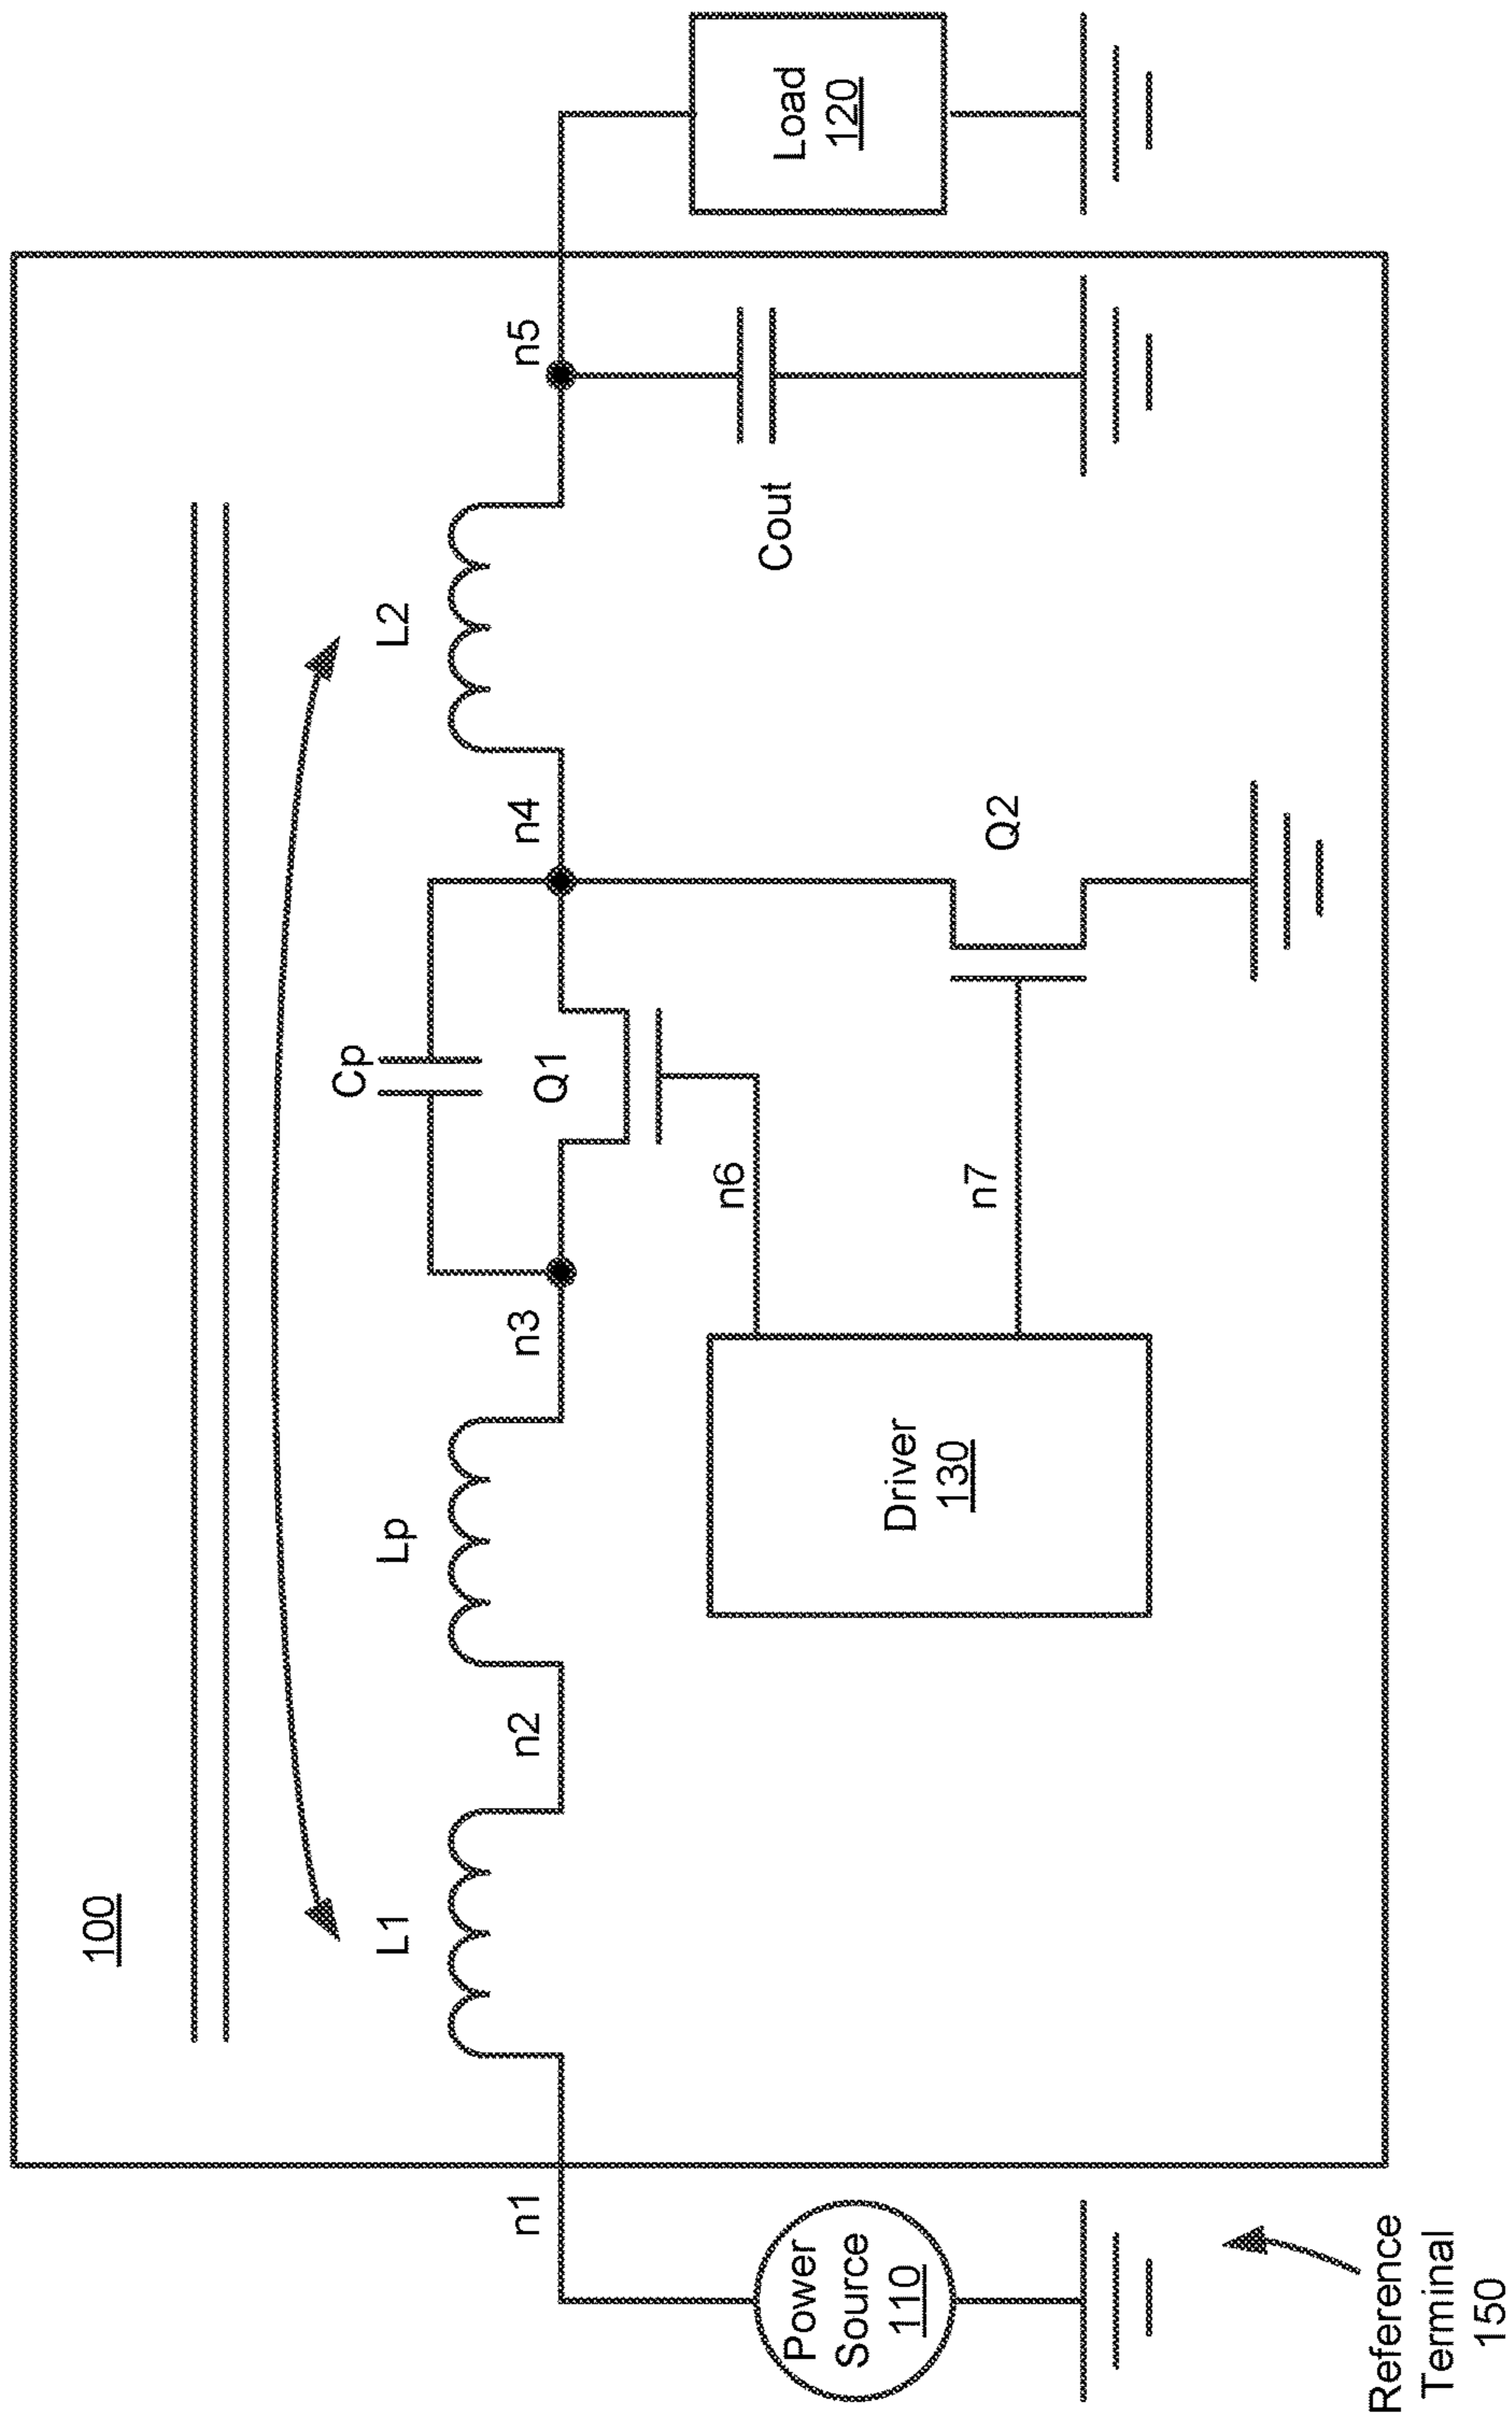 100
L1
Lp
L2
Cp
n1
n2
n3
Q1
n4
n5
n6
Cout
Load
120
Power
Source
110
Driver
130
n7
Q2
Reference
Terminal
150